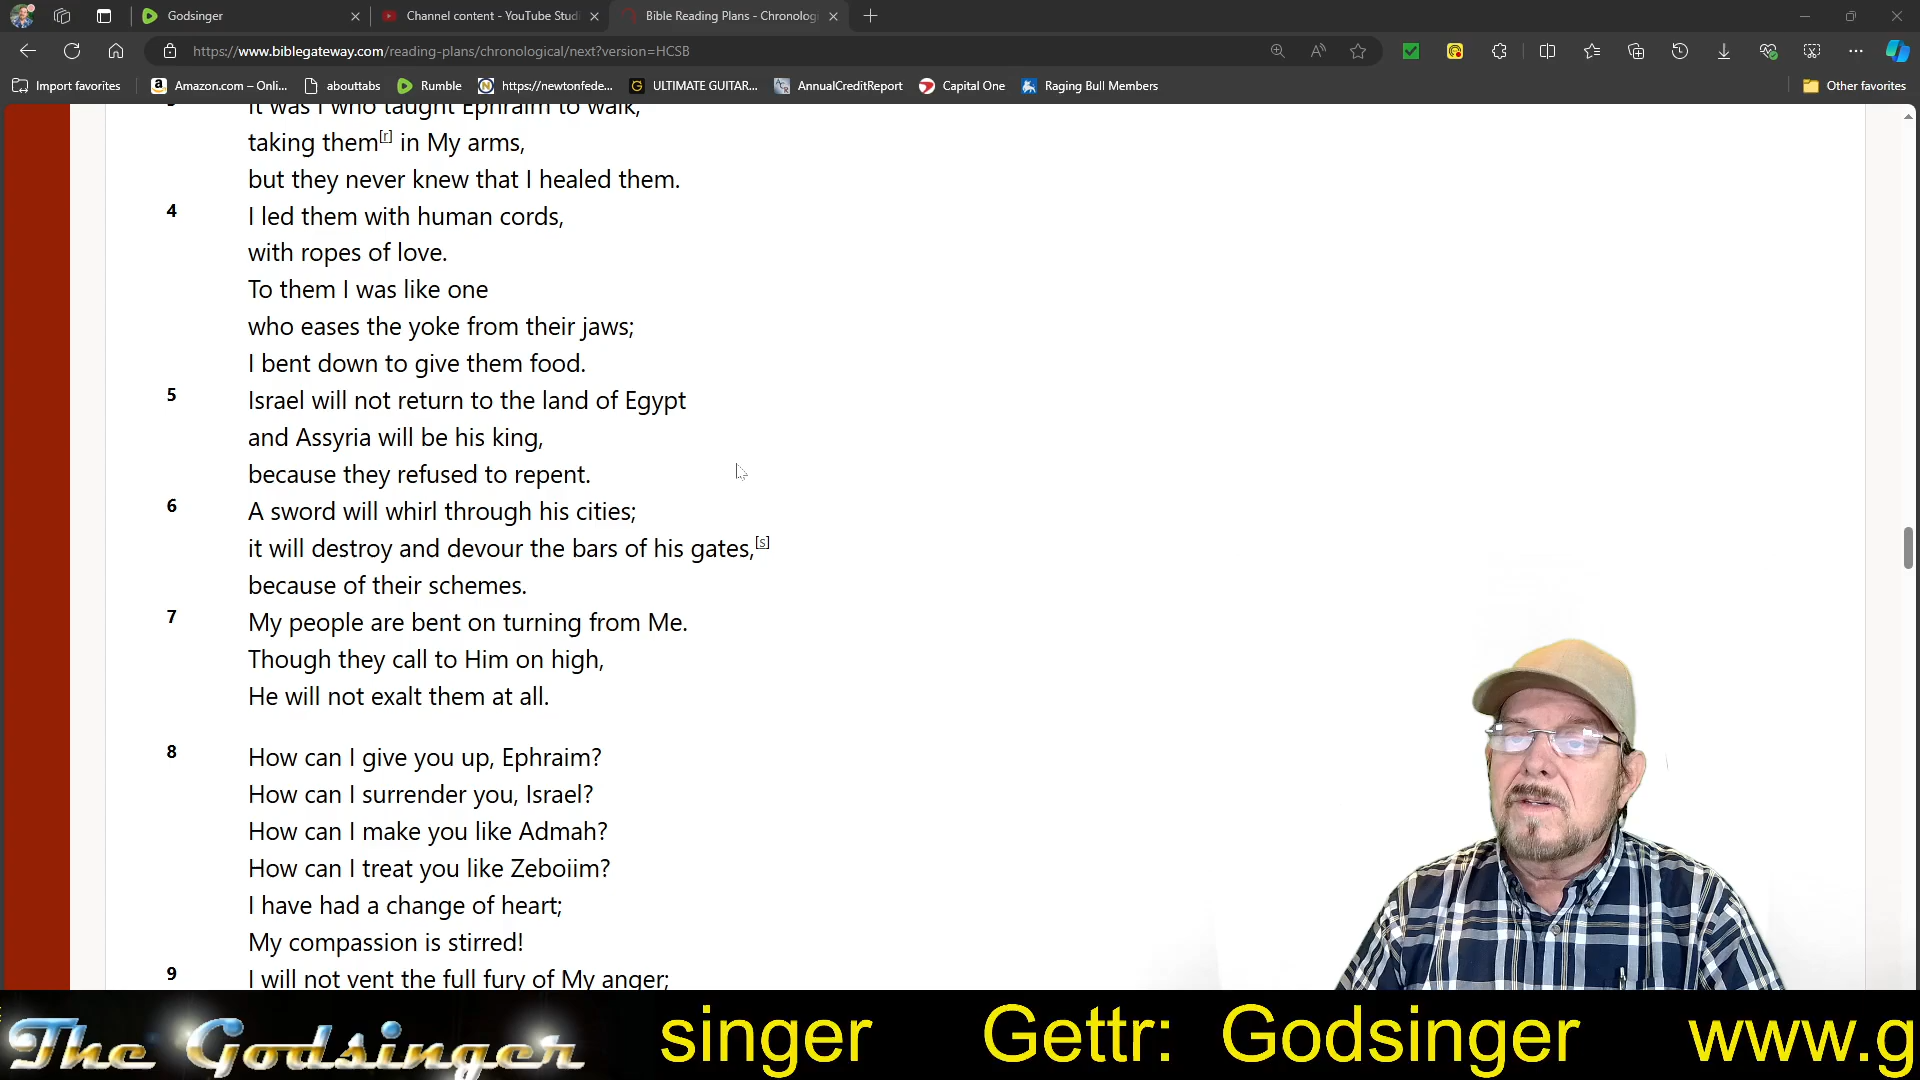 Godsinger
Channel content - YouTube Studi
Bible Reading Plans - Chronolog
https://www.biblegateway.com/reading-plans/chronological/next?version=HCSB
Import favorites
Amazon.com – Onli...
abouttabs
Rumble
https://newtonfede...
ULTIMATE GUITAR...
AnnualCreditReport
Capital One
Raging Bull Members
Other favorites
It was I who taught Ephraim to walk,
taking them[r] in My arms,
but they never knew that I healed them.
4 I led them with human cords,
with ropes of love.
To them I was like one
who eases the yoke from their jaws;
I bent down to give them food.
5 Israel will not return to the land of Egypt
and Assyria will be his king,
because they refused to repent.
6 A sword will whirl through his cities;
it will destroy and devour the bars of his gates,[s]
because of their schemes.
7 My people are bent on turning from Me.
Though they call to Him on high,
He will not exalt them at all.
8 How can I give you up, Ephraim?
How can I surrender you, Israel?
How can I make you like Admah?
How can I treat you like Zeboiim?
I have had a change of heart;
My compassion is stirred!
9 I will not vent the full fury of My anger;
The Godsinger
singer Gettr: Godsinger www.g